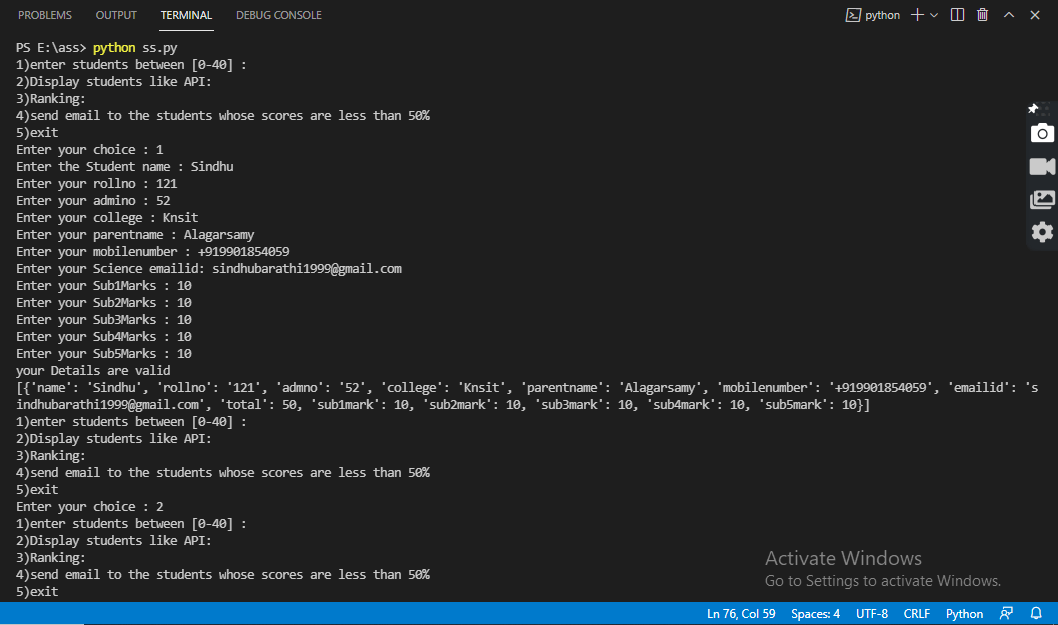 PROBLEMS OUTPUT TERMINAL DEBUG CONSOLE python
PS E:\ass> python ss.py
1)enter students between [0-40] :
2)Display students like API:
3)Ranking:
4)send email to the students whose scores are less than 50%
5)exit
Enter your choice : 1
Enter the Student name : Sindhu
Enter your rollno : 121
Enter your admino : 52
Enter your college : Knsit
Enter your parentname : Alagarsamy
Enter your mobilenumber : +919901854059
Enter your Science emailid: sindhubarathi1999@gmail.com
Enter your Sub1Marks : 10
Enter your Sub2Marks : 10
Enter your Sub3Marks : 10
Enter your Sub4Marks : 10
Enter your Sub5Marks : 10
your Details are valid
[{'name': 'Sindhu', 'rollno': '121', 'admno': '52', 'college': 'Knsit', 'parentname': 'Alagarsamy', 'mobilenumber': '+919901854059', 'emailid': 's
indhubarathi1999@gmail.com', 'total': 50, 'sub1mark': 10, 'sub2mark': 10, 'sub3mark': 10, 'sub4mark': 10, 'sub5mark': 10}]
1)enter students between [0-40] :
2)Display students like API:
3)Ranking:
4)send email to the students whose scores are less than 50%
5)exit
Enter your choice : 2
1)enter students between [0-40] :
2)Display students like API:
3)Ranking:
4)send email to the students whose scores are less than 50%
5)exit
Activate Windows
Go to Settings to activate Windows.
Ln 76, Col 59 Spaces: 4 UTF-8 CRLF Python